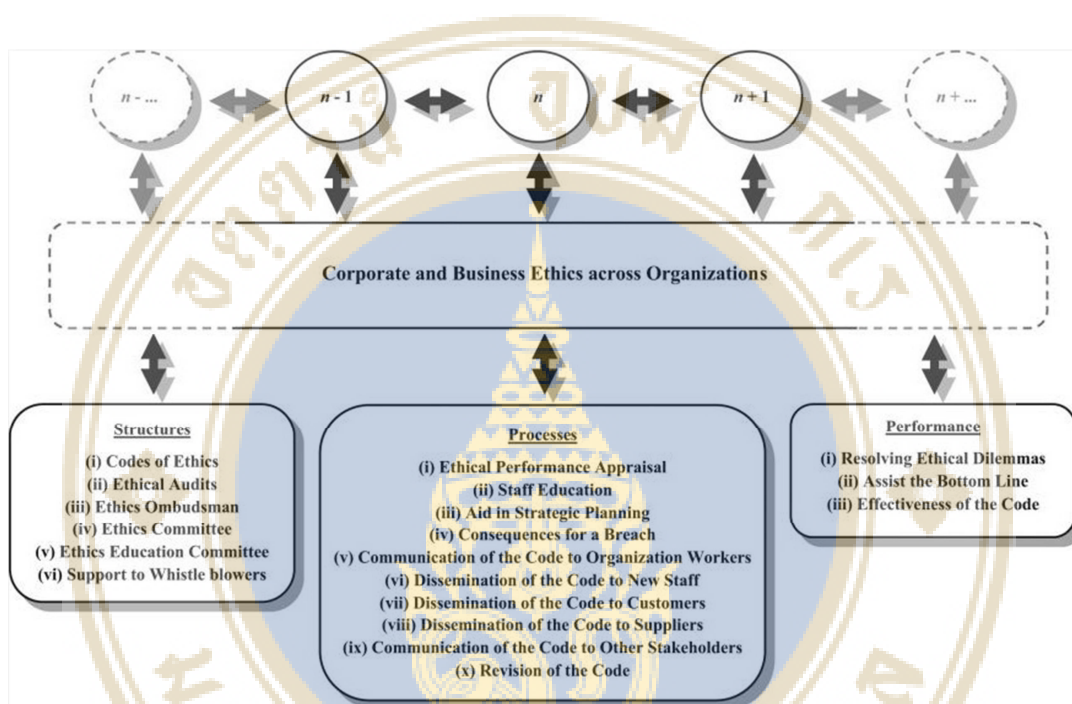 n - ...
n - 1
n
n + 1
n + ...
Corporate and Business Ethics across Organizations
Structures
(i) Codes of Ethics
(ii) Ethical Audits
(iii) Ethics Ombudsman
(iv) Ethics Committee
(v) Ethics Education Committee
(vi) Support to Whistle blowers
Processes
(i) Ethical Performance Appraisal
(ii) Staff Education
(iii) Aid in Strategic Planning
(iv) Consequences for a Breach
(v) Communication of the Code to Organization Workers
(vi) Dissemination of the Code to New Staff
(vii) Dissemination of the Code to Customers
(viii) Dissemination of the Code to Suppliers
(ix) Communication of the Code to Other Stakeholders
(x) Revision of the Code
Performance
(i) Resolving Ethical Dilemmas
(ii) Assist the Bottom Line
(iii) Effectiveness of the Code